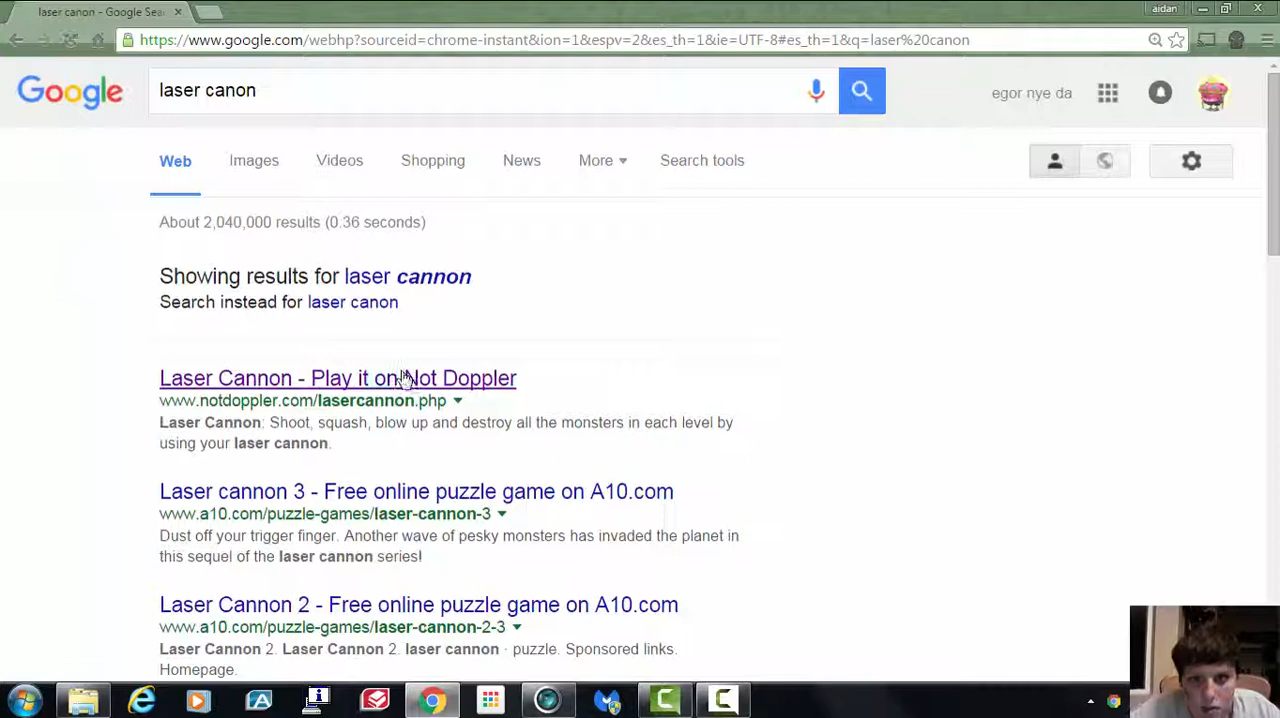 laser canon - Google Sea
aidan
https://www.google.com/webhp?sourceid=chrome-instant&ion=1&espv=2&es_th=1&ie=UTF-8#es_th=1&q=laser%20canon
Google
laser canon
egor nye da
Web Images Videos Shopping News More Search tools
About 2,040,000 results (0.36 seconds)
Showing results for laser cannon
Search instead for laser canon
Laser Cannon - Play it on Not Doppler
www.notdoppler.com/lasercannon.php
Laser Cannon: Shoot, squash, blow up and destroy all the monsters in each level by
using your laser cannon.
Laser cannon 3 - Free online puzzle game on A10.com
www.a10.com/puzzle-games/laser-cannon-3
Dust off your trigger finger. Another wave of pesky monsters has invaded the planet in
this sequel of the laser cannon series!
Laser Cannon 2 - Free online puzzle game on A10.com
www.a10.com/puzzle-games/laser-cannon-2-3
Laser Cannon 2. Laser Cannon 2. laser cannon · puzzle. Sponsored links.
Homepage.